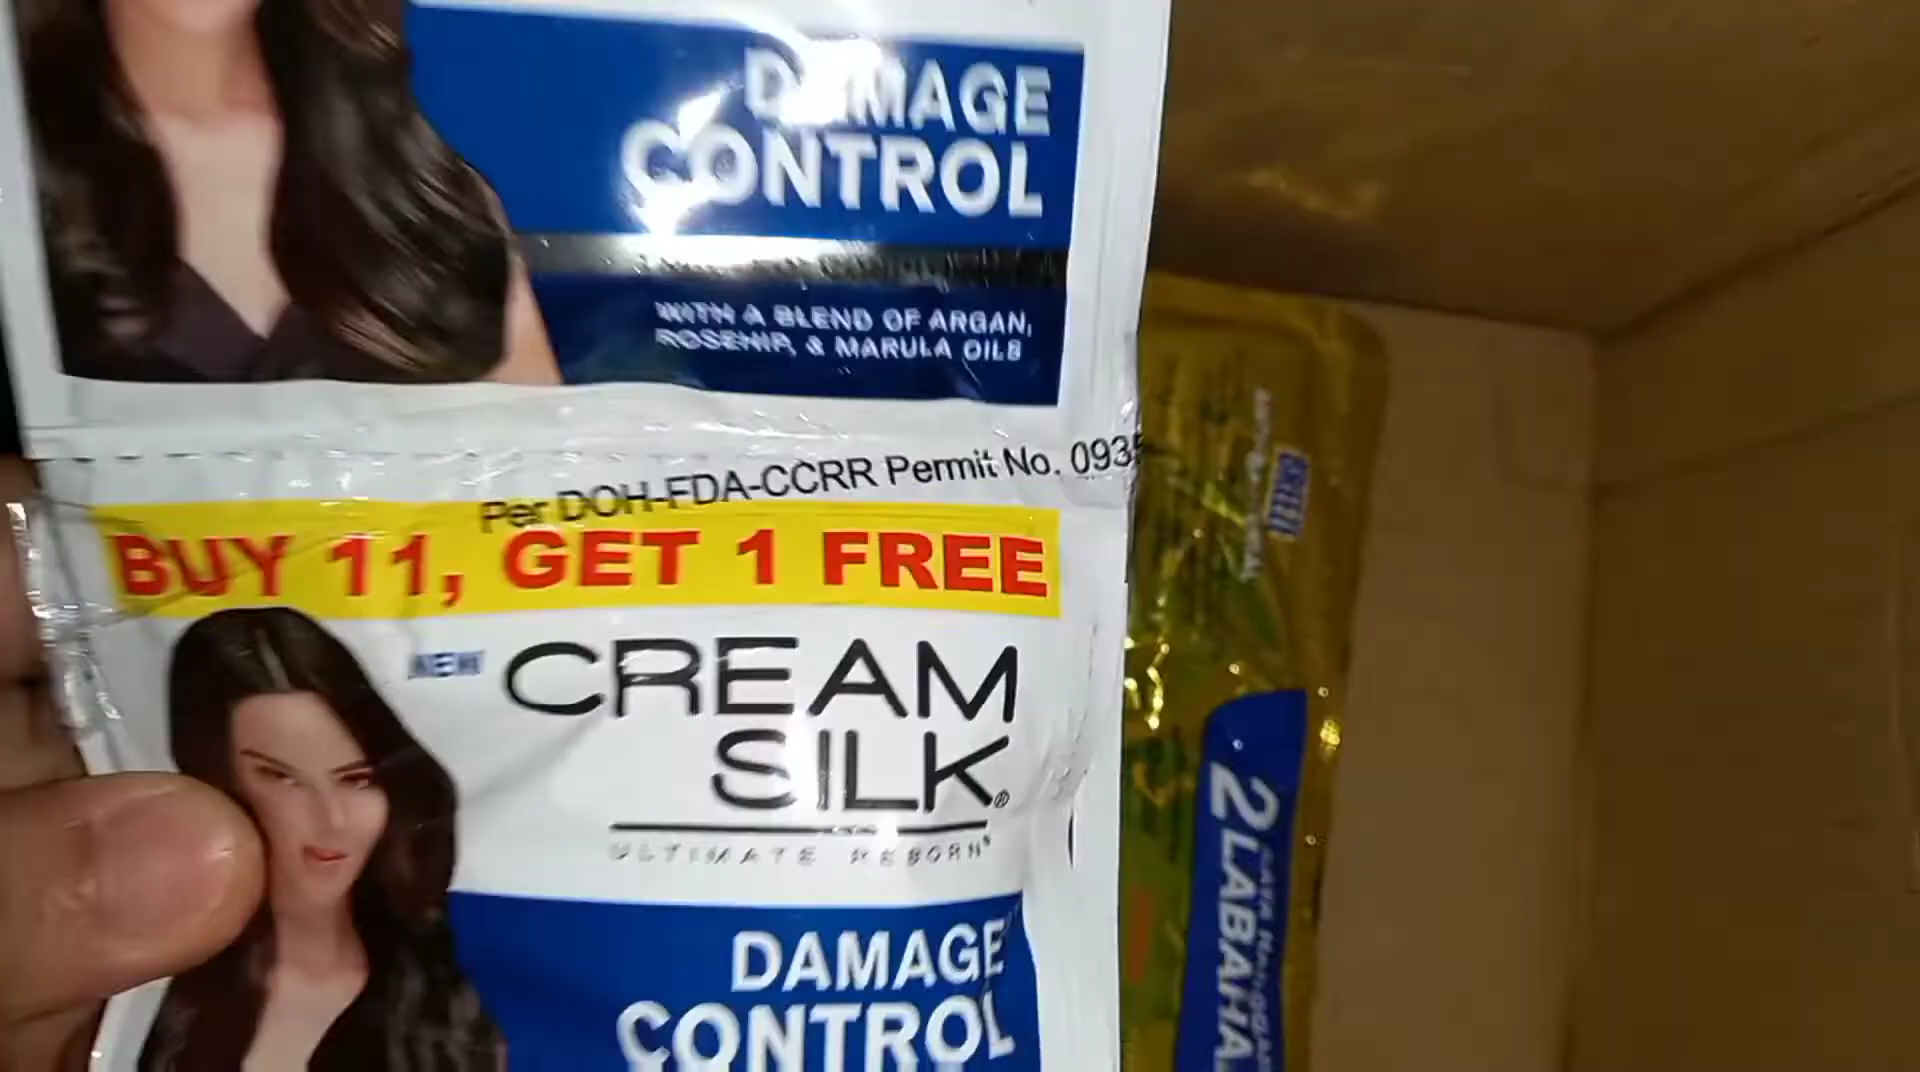 DAMAGE
CONTROL
WITH A BLEND OF ARGAN,
ROSEHIP, & MARULA OILS
Per DOH-FDA-CCRR Permit No. 093
BUY 11, GET 1 FREE
NEW CREAM
SILK®
ULTIMATE REBORN
DAMAGE
CONTROL
2 LABAHA